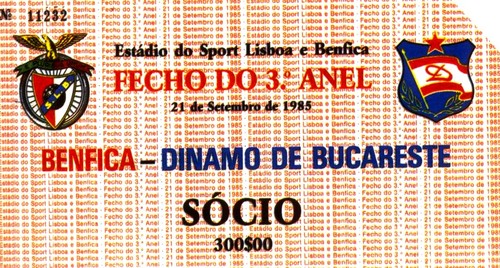 Nº 11232
Estádio do Sport Lisboa e Benfica
FECHO DO 3.º ANEL
21 de Setembro de 1985
BENFICA – DINAMO DE BUCARESTE
SÓCIO
300$00